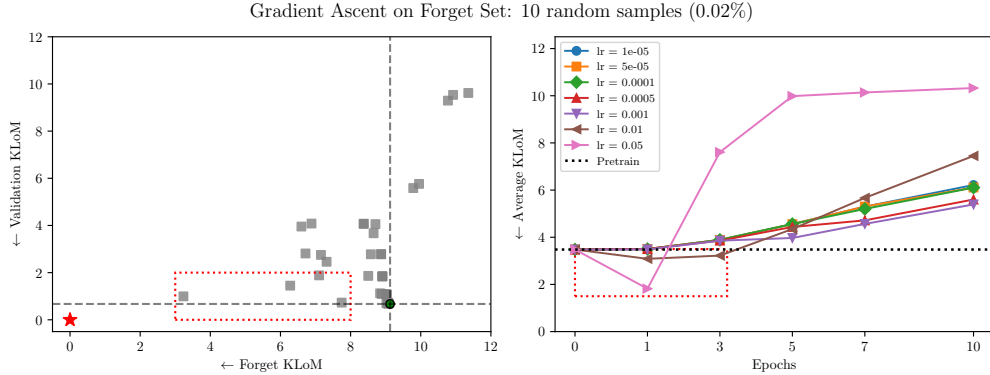 Gradient Ascent on Forget Set: 10 random samples (0.02%)
← Validation KLoM
12
10
8
6
4
2
0
0
2
4
6
8
10
12
← Forget KLoM
← Average KLoM
12
10
8
6
4
2
0
lr = 1e-05
lr = 5e-05
lr = 0.0001
lr = 0.0005
lr = 0.001
lr = 0.01
lr = 0.05
Pretrain
0
1
3
5
7
10
Epochs